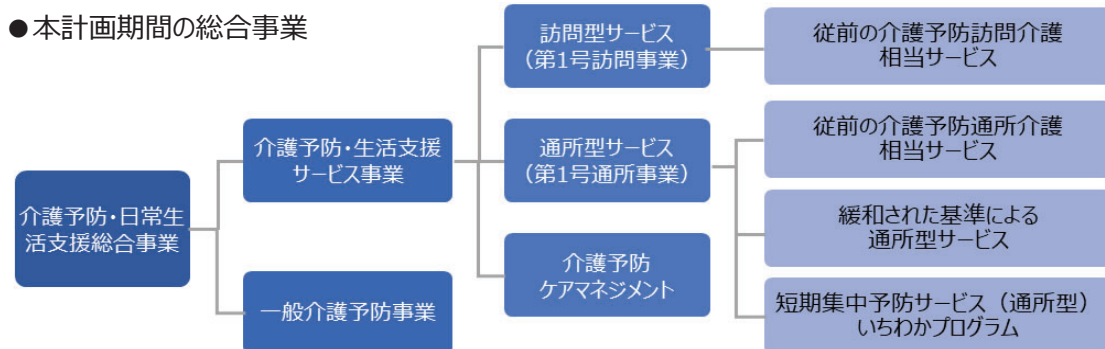 ●本計画期間の総合事業
訪問型サービス
（第1号訪問事業）
従前の介護予防訪問介護
相当サービス
介護予防・生活支援
サービス事業
通所型サービス
（第1号通所事業）
従前の介護予防通所介護
相当サービス
介護予防・日常生
活支援総合事業
緩和された基準による
通所型サービス
介護予防
ケアマネジメント
一般介護予防事業
短期集中予防サービス（通所型）
いちわかプログラム